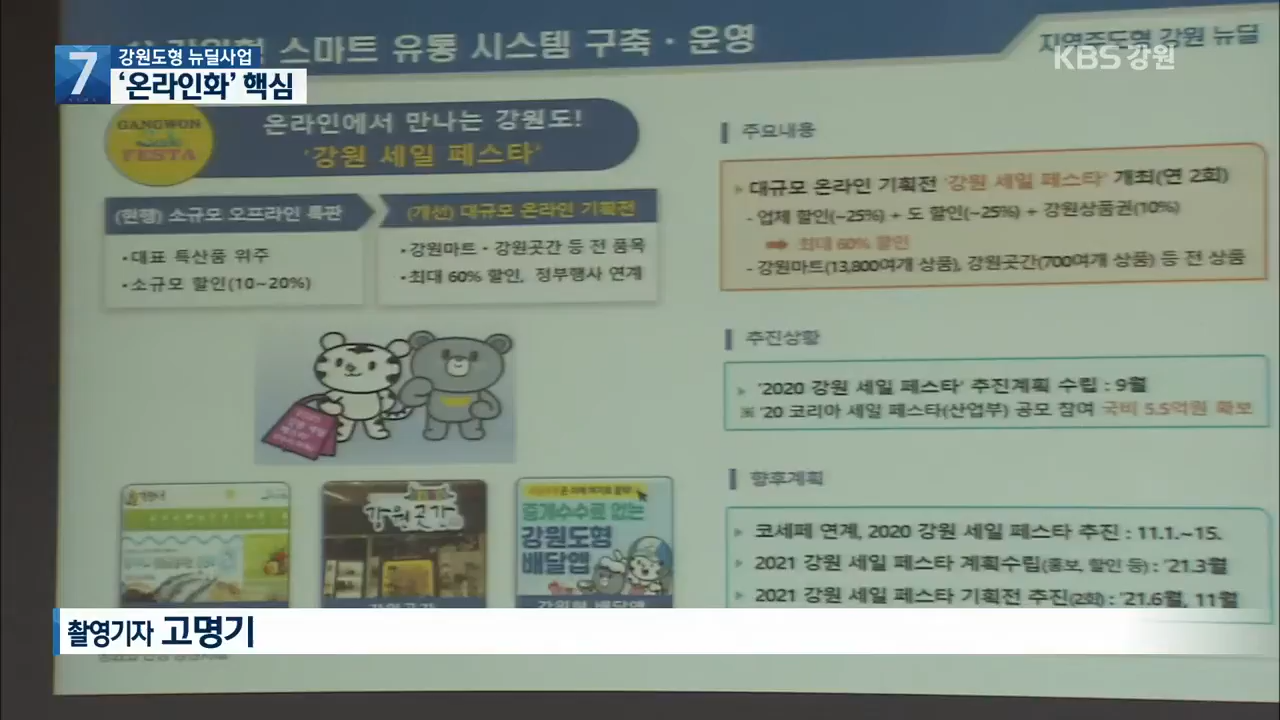 7
강원도형 뉴딜사업
'온라인화' 핵심
KBS 강원
스마트 유통 시스템 구축·운영
지역주도형 강원 뉴딜
GANGWON
Sale
FESTA
온라인에서 만나는 강원도!
'강원 세일 페스타'
(현행) 소규모 오프라인 특판
• 대표 특산품 위주
• 소규모 할인(10~20%)
(개선) 대규모 온라인 기획전
• 강원마트·강원곳간 등 전 품목
• 최대 60% 할인, 정부행사 연계
강원곳간
중개수수료 없는
강원도형
배달앱
주요내용
대규모 온라인 기획전 '강원 세일 페스타' 개최(연 2회)
- 업체 할인(~25%) + 도 할인(~25%) + 강원상품권(10%)
➡ 최대 60% 할인
- 강원마트(13,800여개 상품), 강원곳간(700여개 상품) 등 전 상품
추진상황
'2020 강원 세일 페스타' 추진계획 수립 : 9월
※ '20 코리아 세일 페스타(산업부) 공모 참여 국비 5.5억원 확보
향후계획
코세페 연계, 2020 강원 세일 페스타 추진 : 11.1.~15.
2021 강원 세일 페스타 계획수립(홍보, 할인 등) : '21.3월
2021 강원 세일 페스타 기획전 추진(2회) : '21.6월, 11월
촬영기자 고명기